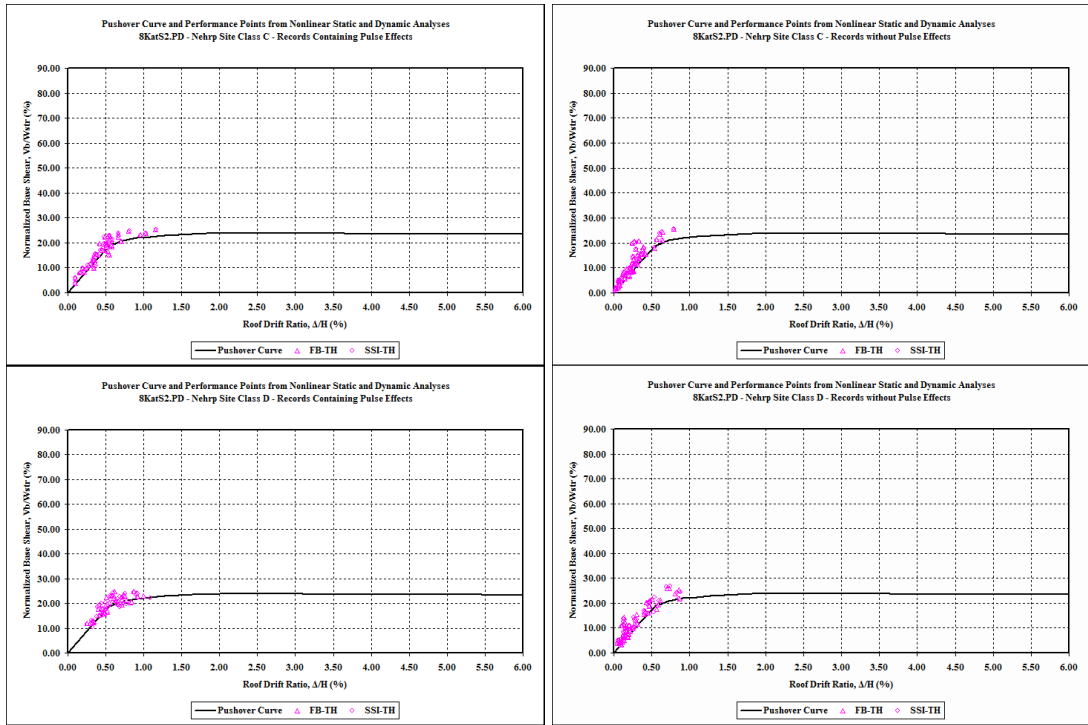 Pushover Curve and Performance Points from Nonlinear Static and Dynamic Analyses
8KatS2.PD - Nehrp Site Class C - Records Containing Pulse Effects
Normalized Base Shear, Vb/Wstr (%)
90.00
80.00
70.00
60.00
50.00
40.00
30.00
20.00
10.00
0.00
0.00 0.50 1.00 1.50 2.00 2.50 3.00 3.50 4.00 4.50 5.00 5.50 6.00
Roof Drift Ratio, Δ/H (%)
Pushover Curve FB-TH SSI-TH
Pushover Curve and Performance Points from Nonlinear Static and Dynamic Analyses
8KatS2.PD - Nehrp Site Class C - Records without Pulse Effects
Normalized Base Shear, Vb/Wstr (%)
90.00
80.00
70.00
60.00
50.00
40.00
30.00
20.00
10.00
0.00
0.00 0.50 1.00 1.50 2.00 2.50 3.00 3.50 4.00 4.50 5.00 5.50 6.00
Roof Drift Ratio, Δ/H (%)
Pushover Curve FB-TH SSI-TH
Pushover Curve and Performance Points from Nonlinear Static and Dynamic Analyses
8KatS2.PD - Nehrp Site Class D - Records Containing Pulse Effects
Normalized Base Shear, Vb/Wstr (%)
90.00
80.00
70.00
60.00
50.00
40.00
30.00
20.00
10.00
0.00
0.00 0.50 1.00 1.50 2.00 2.50 3.00 3.50 4.00 4.50 5.00 5.50 6.00
Roof Drift Ratio, Δ/H (%)
Pushover Curve FB-TH SSI-TH
Pushover Curve and Performance Points from Nonlinear Static and Dynamic Analyses
8KatS2.PD - Nehrp Site Class D - Records without Pulse Effects
Normalized Base Shear, Vb/Wstr (%)
90.00
80.00
70.00
60.00
50.00
40.00
30.00
20.00
10.00
0.00
0.00 0.50 1.00 1.50 2.00 2.50 3.00 3.50 4.00 4.50 5.00 5.50 6.00
Roof Drift Ratio, Δ/H (%)
Pushover Curve FB-TH SSI-TH